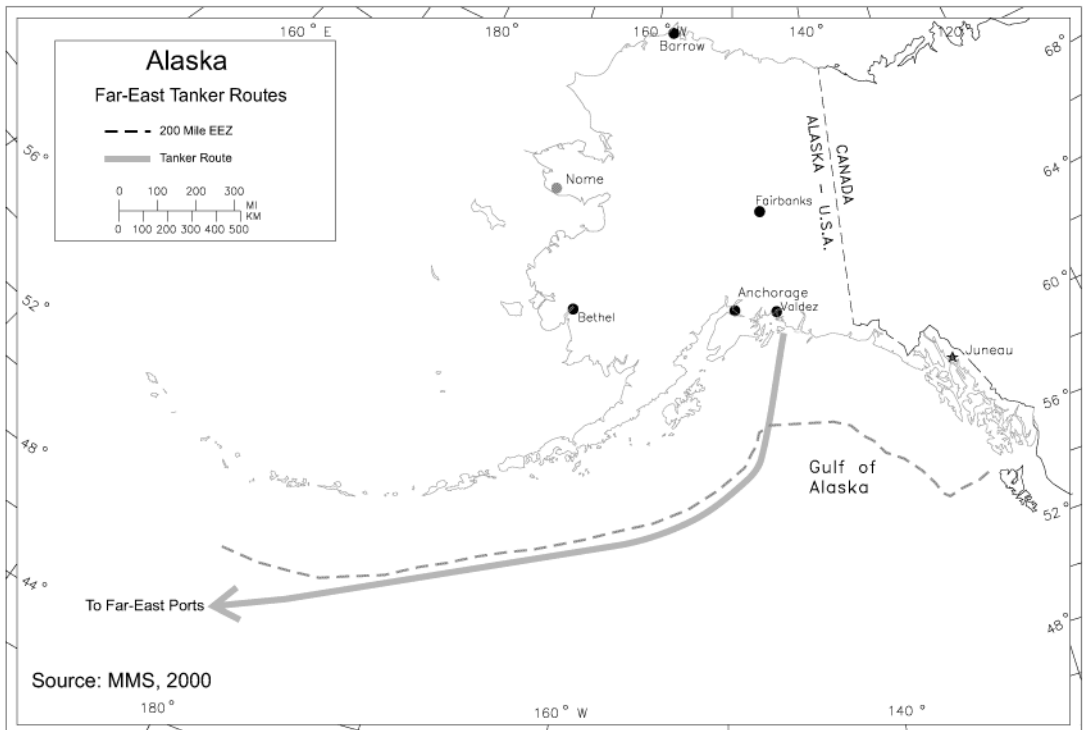 160 ° E
180 °
160 ° W
140 °
120 °
68 °
Alaska
Far-East Tanker Routes
200 Mile EEZ
Tanker Route
0 100 200 300
MI
KM
0 100 200 300 400 500
Barrow
56 °
64 °
CANADA
ALASKA - U.S.A.
Nome
Fairbanks
60 °
52 °
Anchorage
Valdez
Bethel
Juneau
56 °
48 °
Gulf of
Alaska
52 °
44 °
To Far-East Ports
48 °
Source: MMS, 2000
180 °
160 ° W
140 °